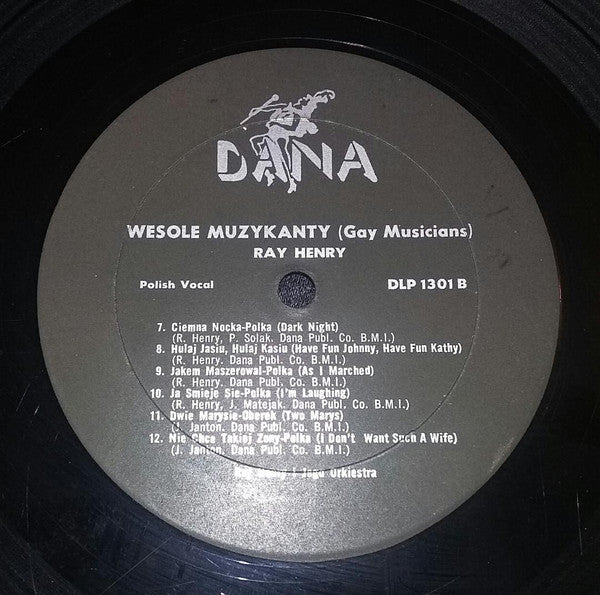 DANA
WESOLE MUZYKANTY (Gay Musicians)
RAY HENRY
Polish Vocal DLP 1301 B
7. Ciemna Nocka-Polka (Dark Night)
(R. Henry, P. Solak. Dana Publ. Co. B.M.I.)
8. Hulaj Jasiu, Hulaj Kasiu (Have Fun Johnny, Have Fun Kathy)
(R. Henry. Dana Publ. Co. B.M.I.)
9. Jakem Maszerowal-Polka (As I Marched)
(R. Henry. Dana Publ. Co. B.M.I.)
10. Ja Smieje Sie-Polka (I'm Laughing)
(R. Henry, J. Matejak. Dana Publ. Co. B.M.I.)
11. Dwie Marysie-Oberek (Two Marys)
(J. Janton. Dana Publ. Co. B.M.I.)
12. Nie Chca Takiej Zony-Polka (I Don't Want Such A Wife)
(J. Janton. Dana Publ. Co. B.M.I.)
I Jego Orkiestra